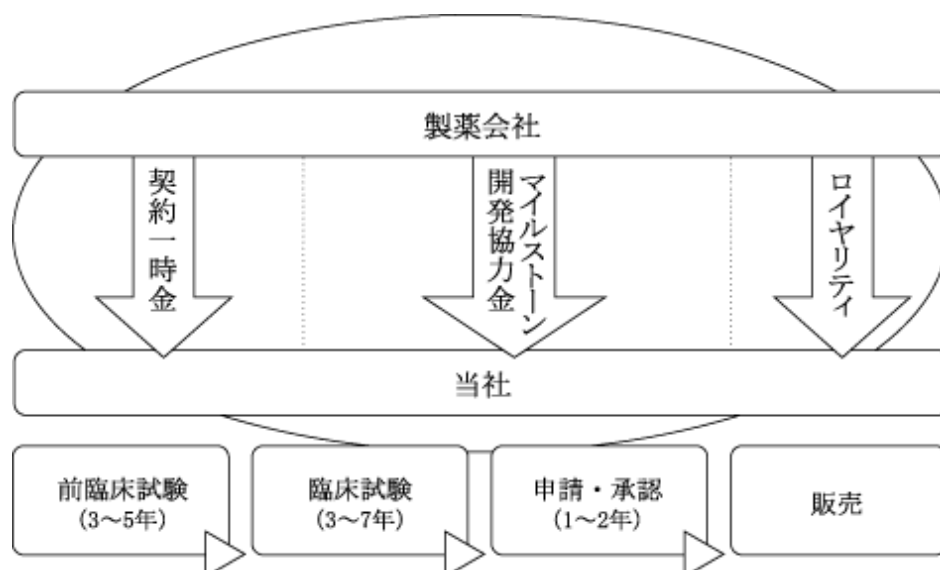 製薬会社
契約一時金
マイルストーン
開発協力金
ロイヤリティ
当社
前臨床試験
(3～5年)
臨床試験
(3～7年)
申請・承認
(1～2年)
販売